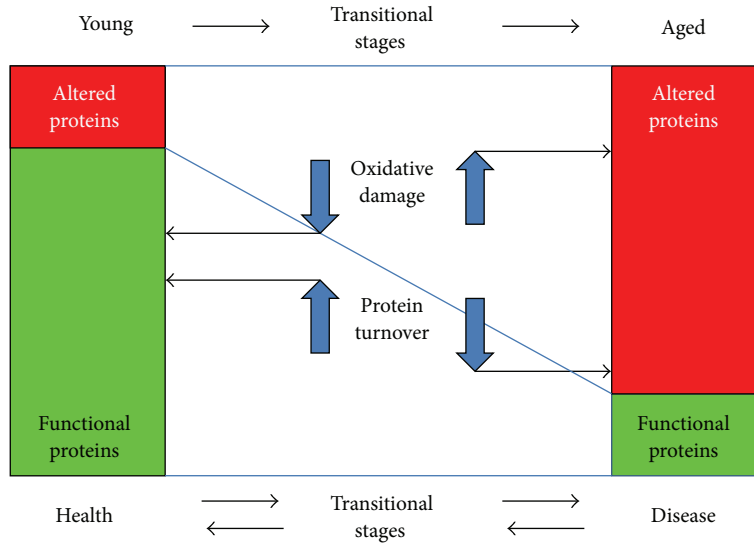 Young
Transitional
stages
Aged
Altered
proteins
Altered
proteins
Oxidative
damage
Protein
turnover
Functional
proteins
Functional
proteins
Health
Transitional
stages
Disease